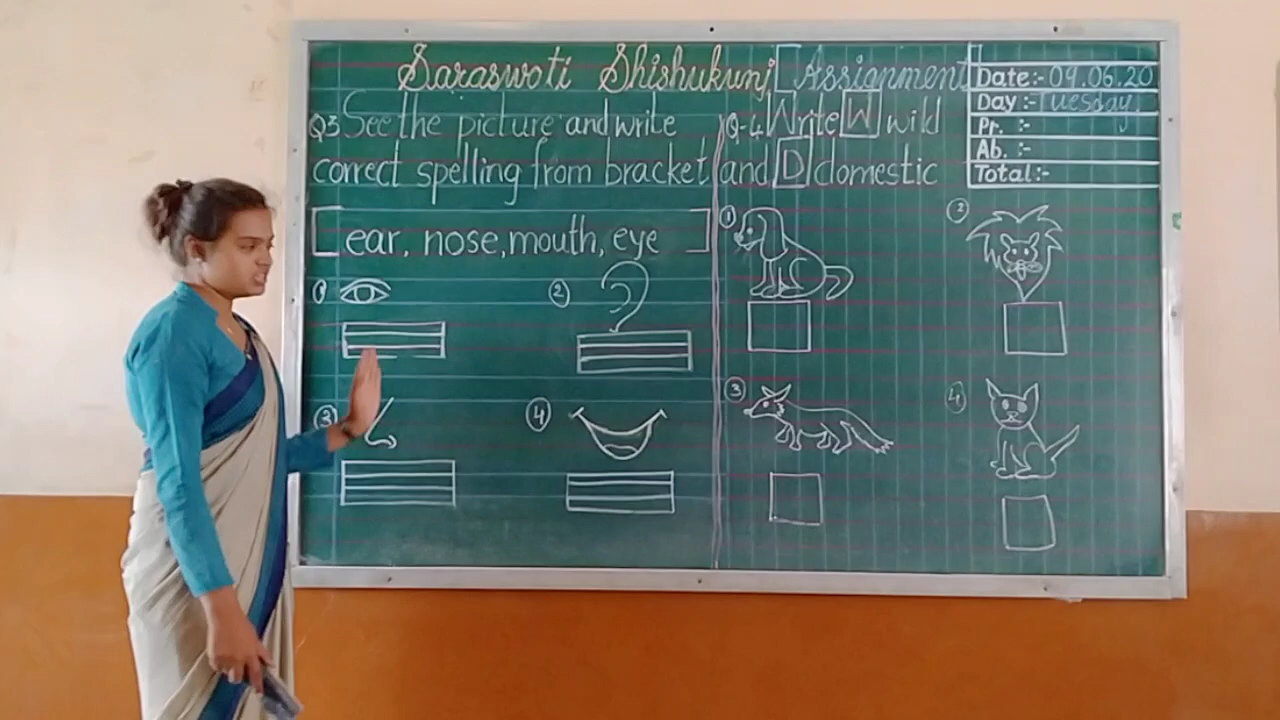 Saraswoti Shishukunj [Assignment
Date:- 09.06.20
Day:- Tuesday
Pr. :-
Ab. :-
Total:-
Q3 See the picture and write
correct spelling from bracket
[ear, nose, mouth, eye]
1
2
3
4
Q-4 Write W wild
and D domestic
1
2
3
4